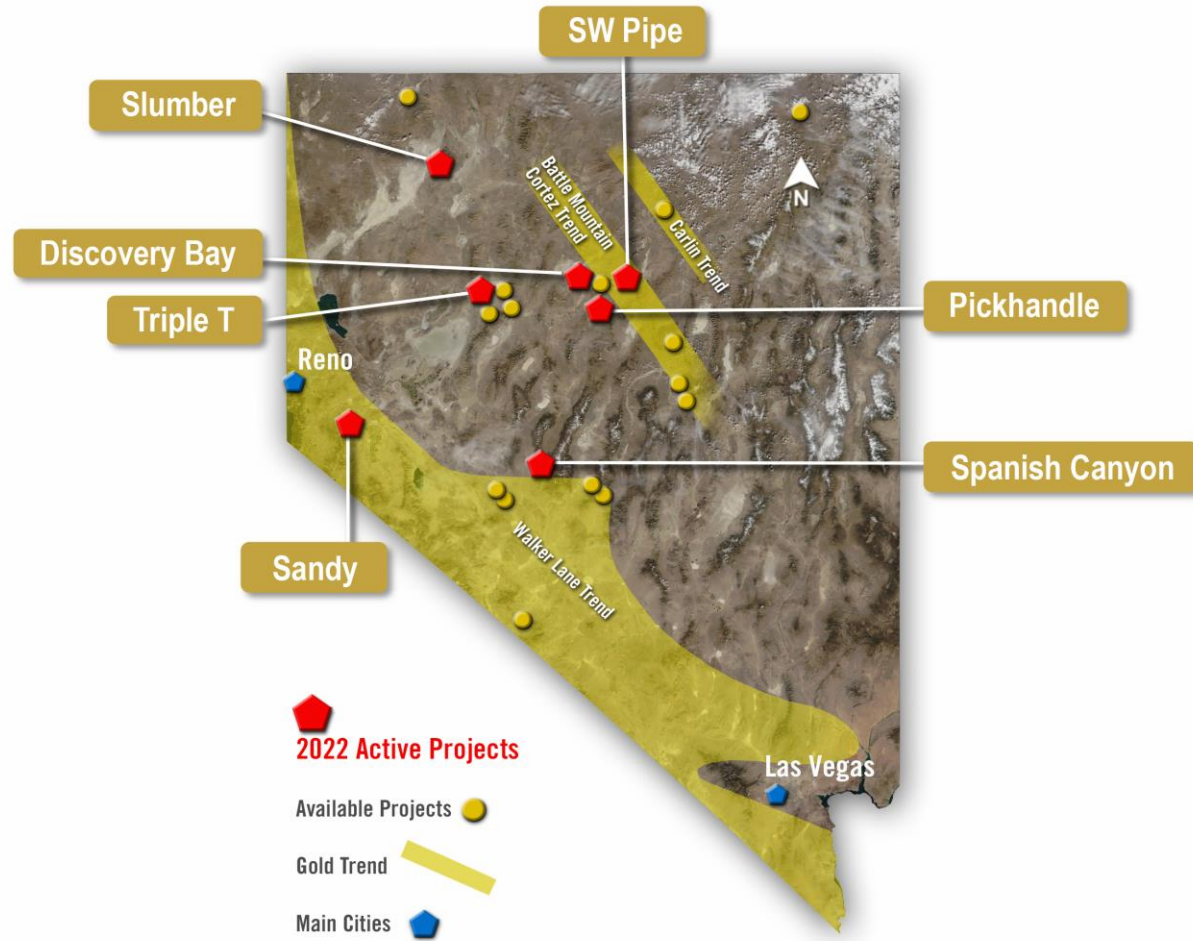 SW Pipe
Slumber
Battle Mountain
Cortez Trend
Carlin Trend
N
Discovery Bay
Triple T
Pickhandle
Reno
Spanish Canyon
Sandy
Walker Lane Trend
2022 Active Projects
Las Vegas
Available Projects
Gold Trend
Main Cities